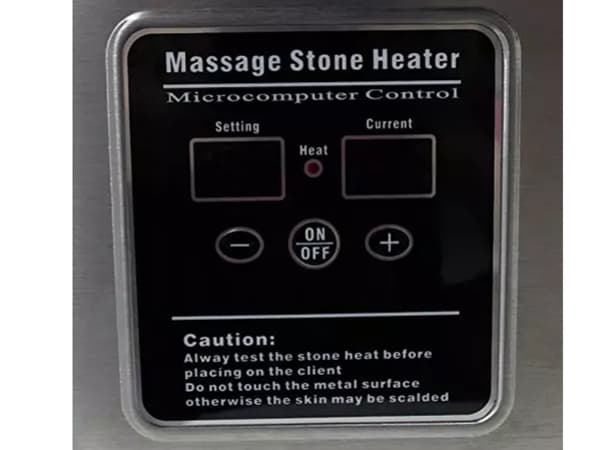 Massage Stone Heater
Microcomputer Control
Setting
Current
Heat
−
ON
OFF
+
Caution:
Alway test the stone heat before
placing on the client
Do not touch the metal surface
otherwise the skin may be scalded